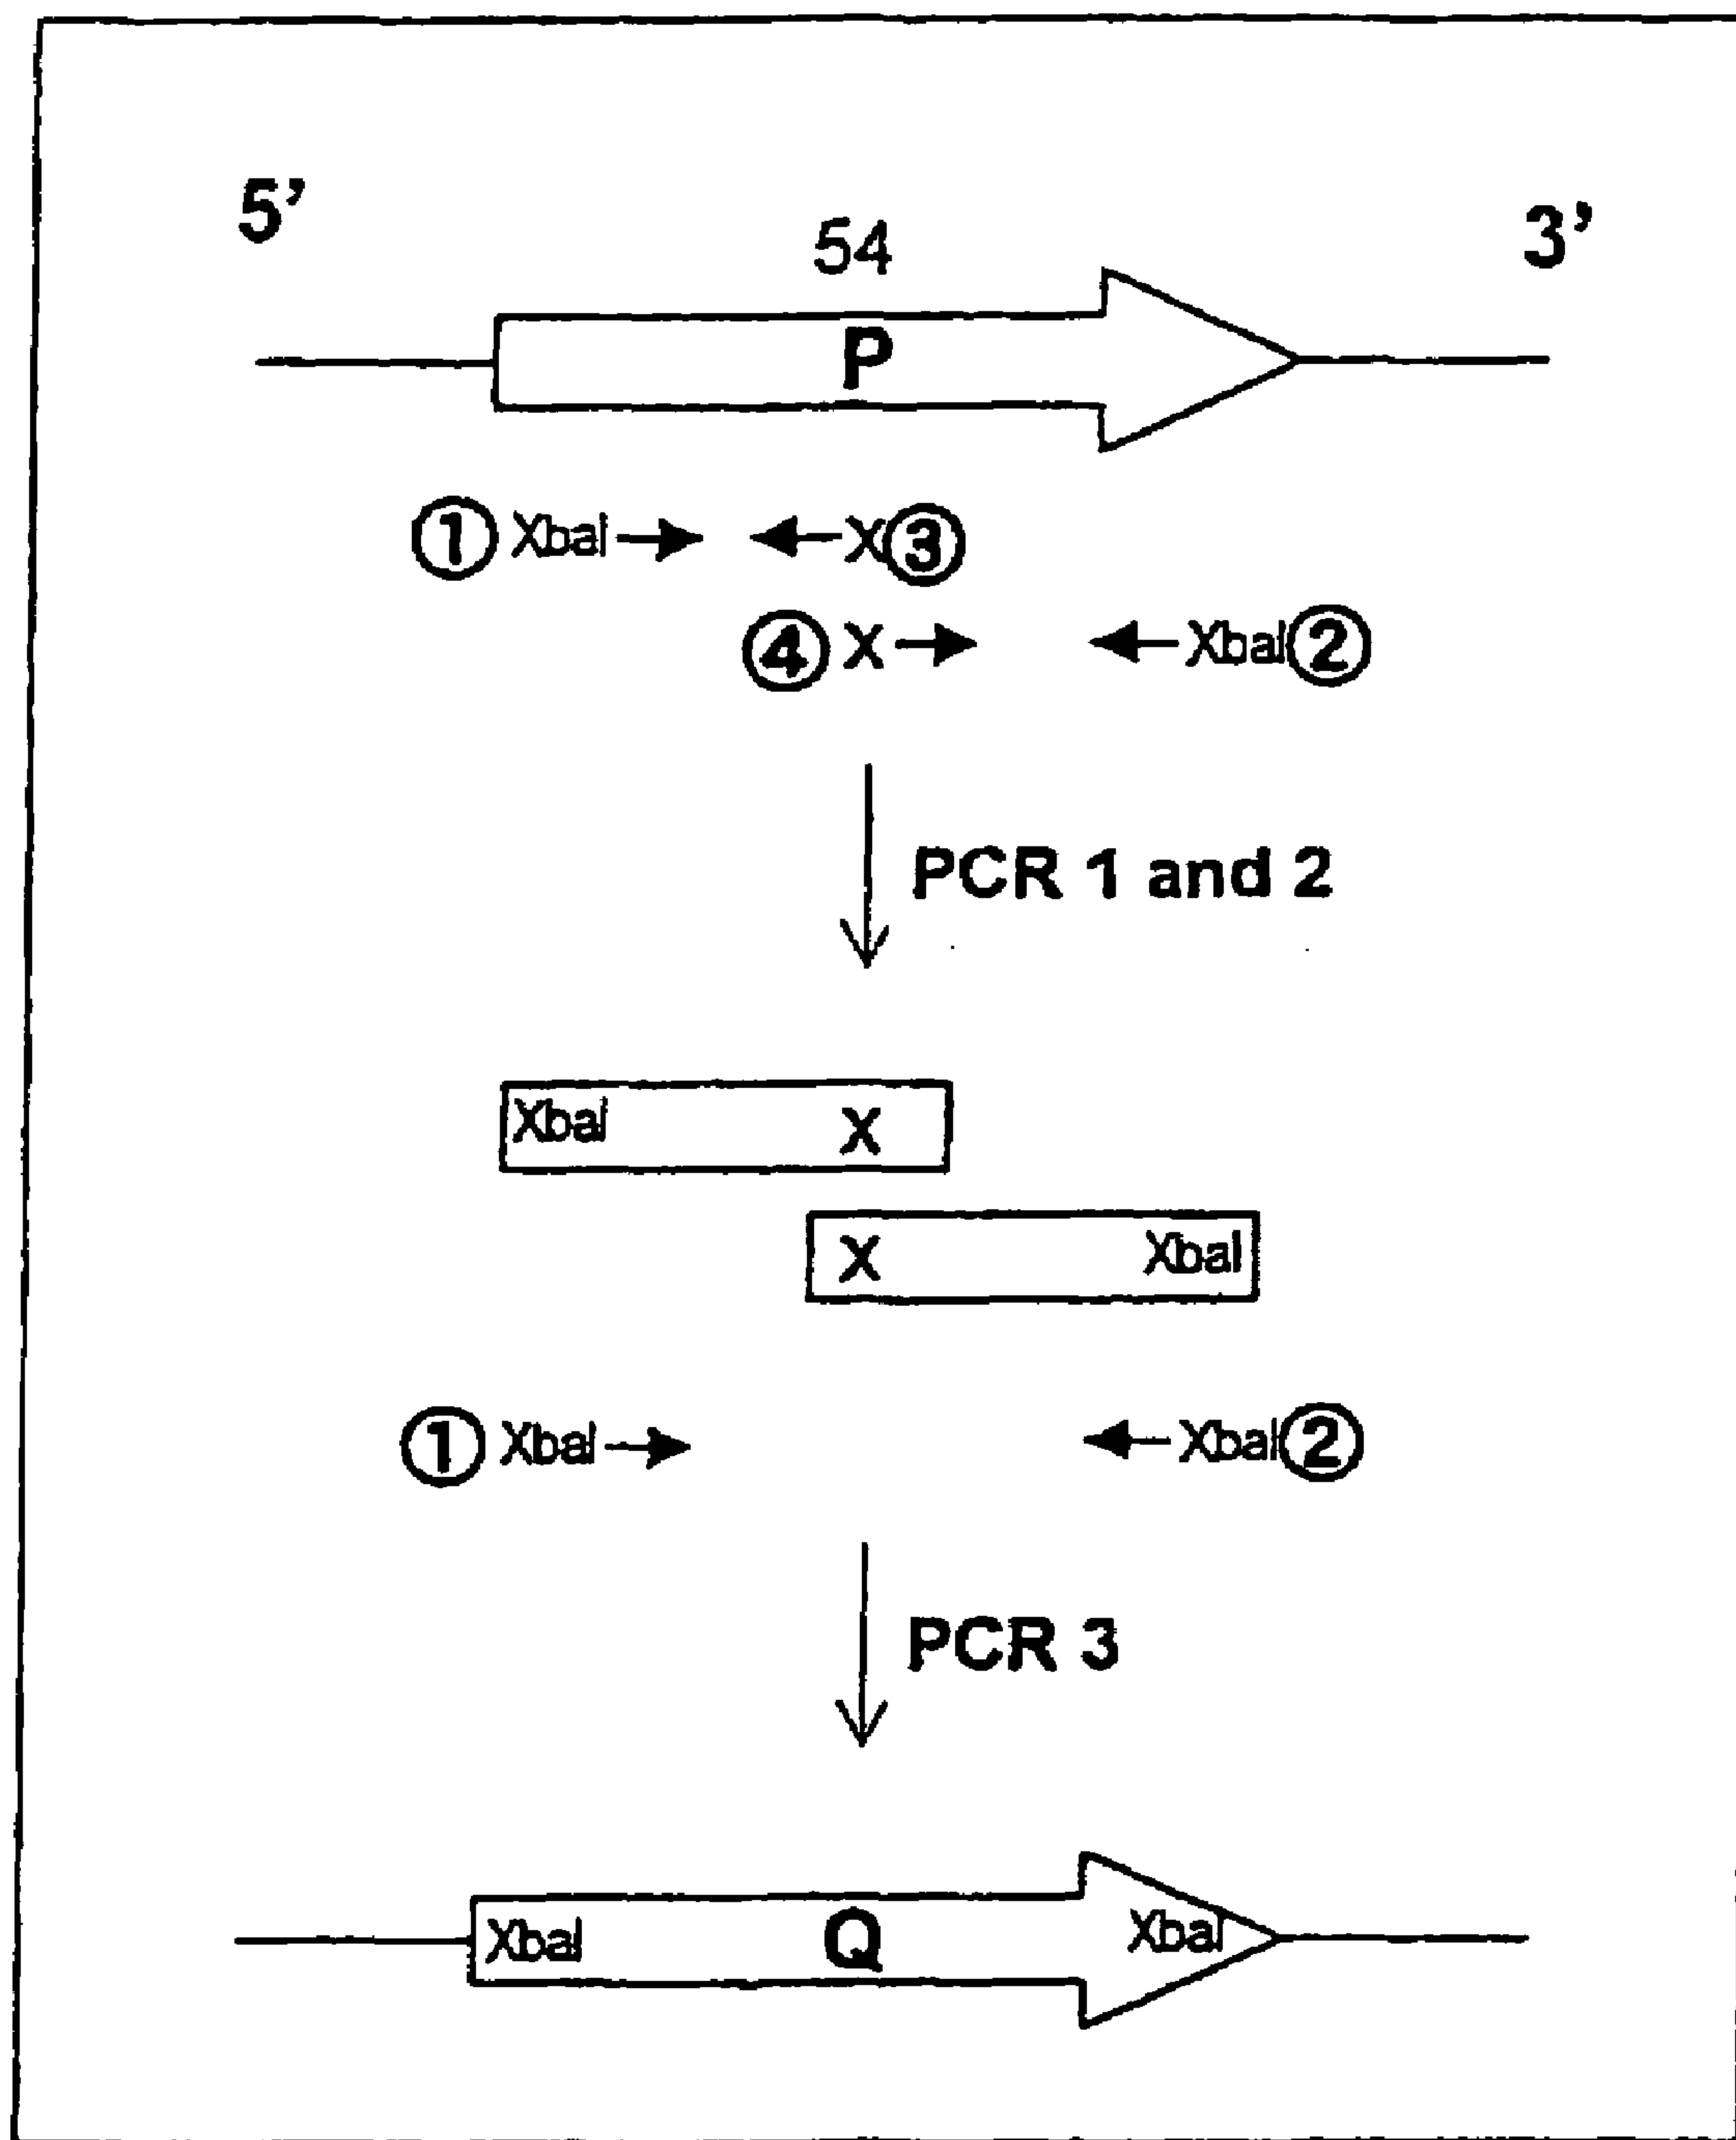 5' 3'
54
P
① XbaI X③
④ X XbaI②
PCR 1 and 2
XbaI X
X XbaI
① XbaI XbaI②
PCR 3
XbaI Q XbaI